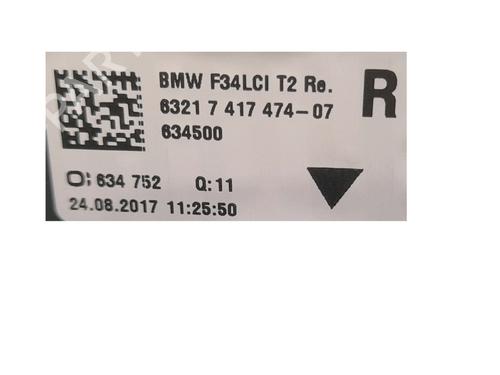 BMW F34LCI T2 Re.
R
6321 7 417 474-07
634500
O: 634 752 Q: 11
24.08.2017 11:25:50